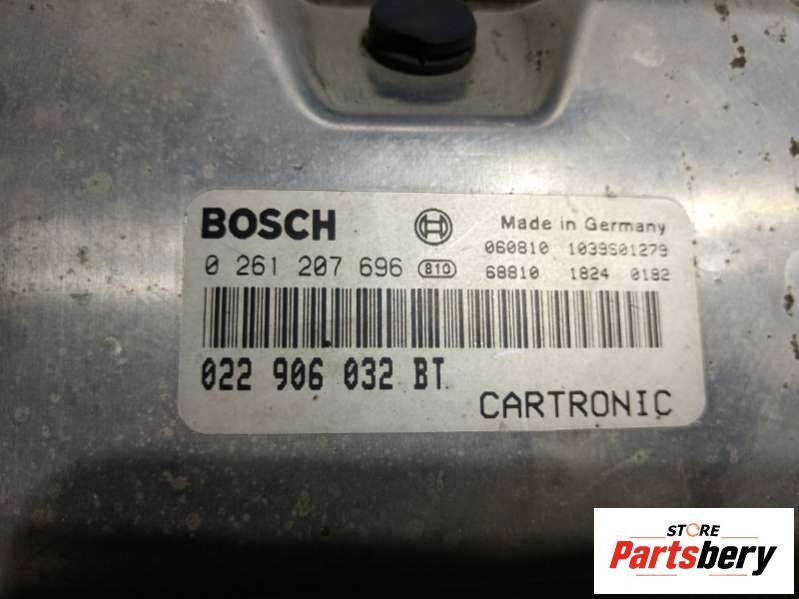 BOSCH
Made in Germany
060810 1039S01279
0 261 207 696 810
68810 1824 0182
022 906 032 BT
CARTRONIC
STORE
Partsbery